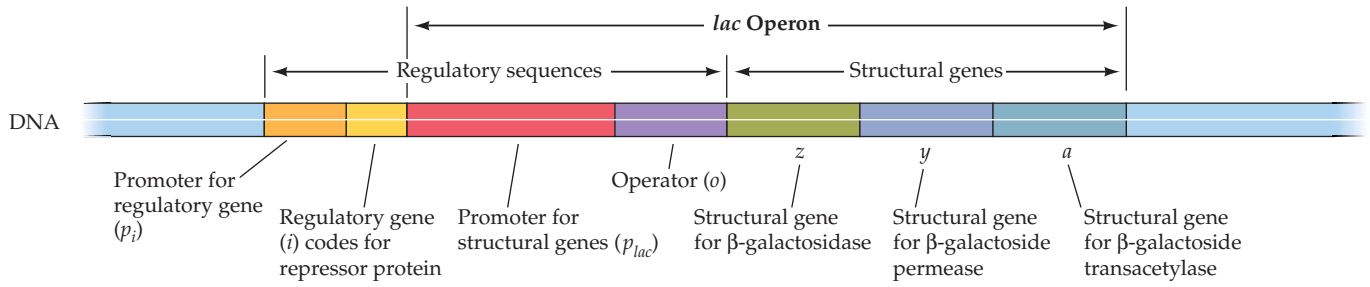 lac Operon
Regulatory sequences
Structural genes
DNA
z
y
a
Promoter for
regulatory gene
(pi)
Regulatory gene
(i) codes for
repressor protein
Promoter for
structural genes (plac)
Operator (o)
Structural gene
for β-galactosidase
Structural gene
for β-galactoside
permease
Structural gene
for β-galactoside
transacetylase